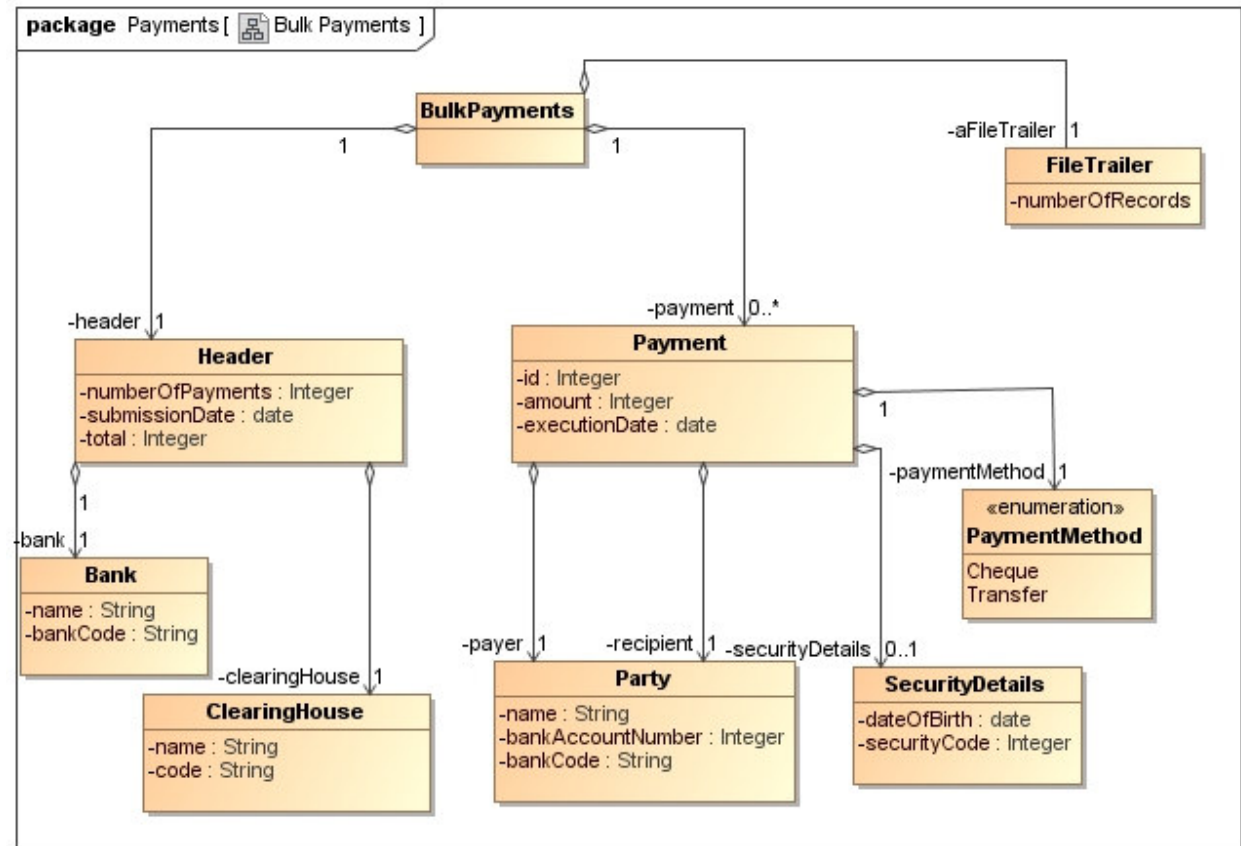 package Payments [ Bulk Payments ]
BulkPayments
1
1
-aFileTrailer 1
FileTrailer
-numberOfRecords
-header 1
-payment 0..*
Header
-numberOfPayments : Integer
-submissionDate : date
-total : Integer
Payment
-id : Integer
-amount : Integer
-executionDate : date
1
1
-paymentMethod 1
«enumeration»
PaymentMethod
Cheque
Transfer
-bank 1
Bank
-name : String
-bankCode : String
-clearingHouse 1
ClearingHouse
-name : String
-code : String
-payer 1
-recipient 1
-securityDetails 0..1
Party
-name : String
-bankAccountNumber : Integer
-bankCode : String
SecurityDetails
-dateOfBirth : date
-securityCode : Integer